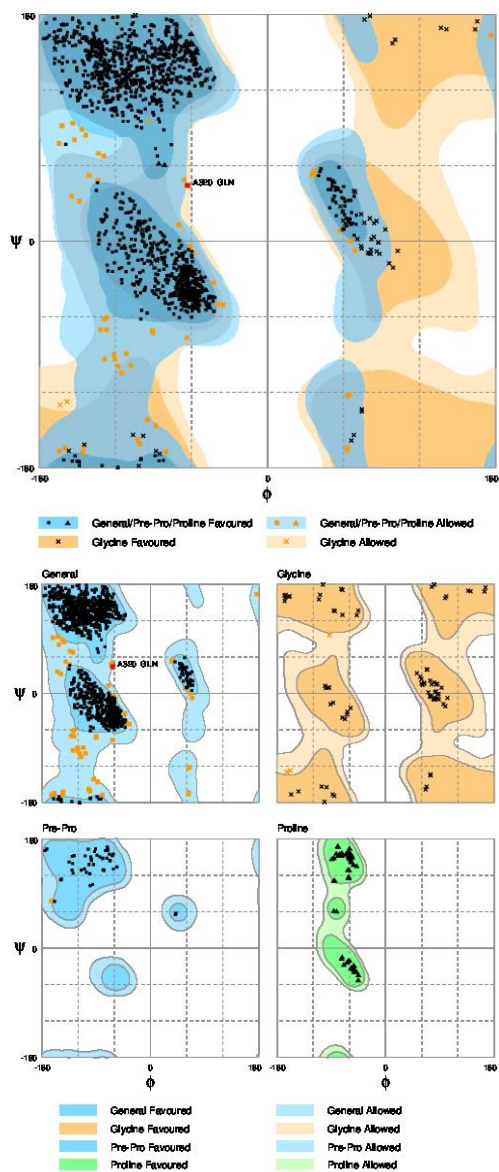 180
Ψ
0
A320 GLN
-180
-180
0
180
Φ
General/Pre-Pro/Proline Favoured
General/Pre-Pro/Proline Allowed
Glycine Favoured
Glycine Allowed
General
Glycine
180
A320 GLN
Ψ
0
-180
Pre-Pro
Proline
180
Ψ
0
-180
-180
0
180
-180
0
180
Φ
Φ
General Favoured
General Allowed
Glycine Favoured
Glycine Allowed
Pre-Pro Favoured
Pre-Pro Allowed
Proline Favoured
Proline Allowed